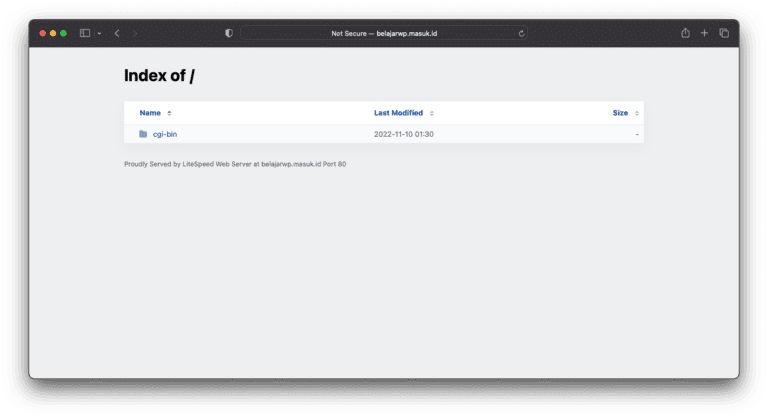 Not Secure — belajarwp.masuk.id
Index of /
Name Last Modified Size
cgi-bin 2022-11-10 01:30 -
Proudly Served by LiteSpeed Web Server at belajarwp.masuk.id Port 80